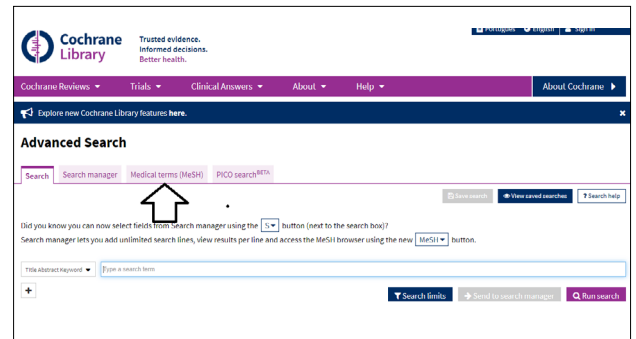 Cochrane Library
Trusted evidence.
Informed decisions.
Better health.
Português English Sign In
Cochrane Reviews Trials Clinical Answers About Help About Cochrane
Explore new Cochrane Library features here. ×
Advanced Search
Search Search manager Medical terms (MeSH) PICO search BETA
Save search View saved searches ? Search help
Did you know you can now select fields from Search manager using the S button (next to the search box)?
Search manager lets you add unlimited search lines, view results per line and access the MeSH browser using the new MeSH button.
Title Abstract Keyword Type a search term
+
Search limits Send to search manager Run search